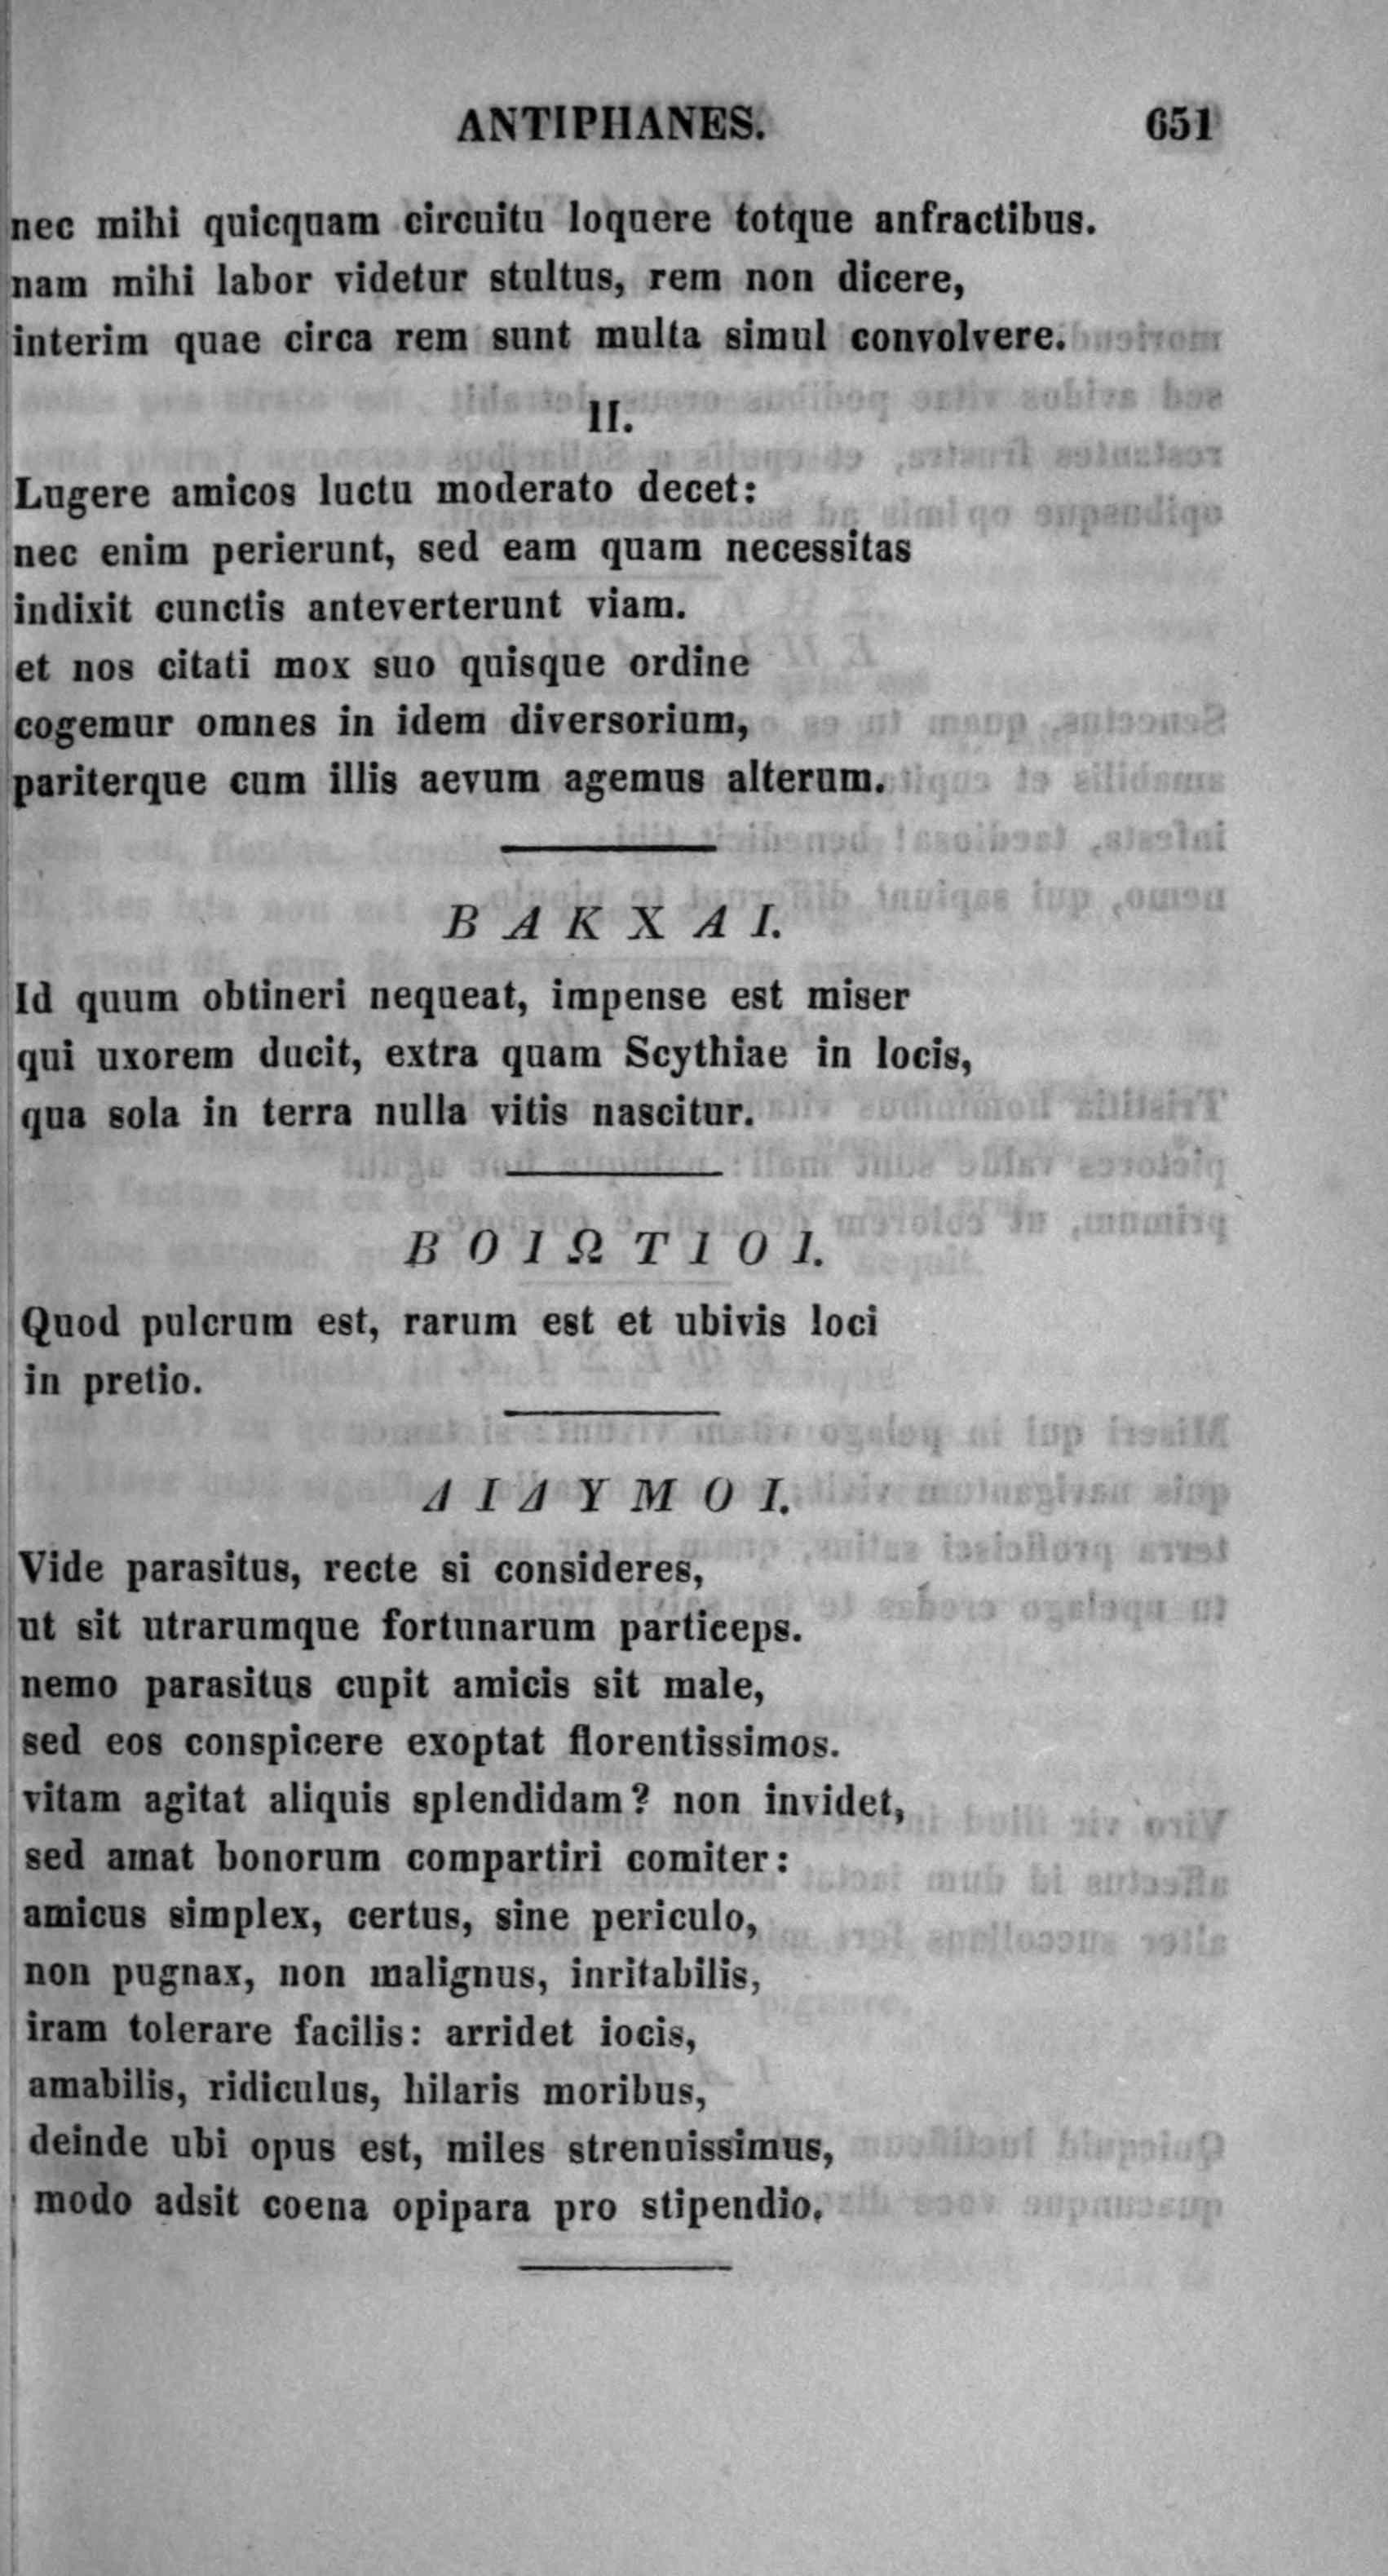 ANTIPHANES. 651
nec mihi quicquam circuitu loquere totque anfractibus.
nam mihi labor videtur stultus, rem non dicere,
interim quae circa rem sunt multa simul convolvere.
II.
Lugere amicos luctu moderato decet:
nec enim perierunt, sed eam quam necessitas
indixit cunctis anteverterunt viam.
et nos citati mox suo quisque ordine
cogemur omnes in idem diversorium,
pariterque cum illis aevum agemus alterum.
ΒΑΚΧΑΙ.
Id quum obtineri nequeat, impense est miser
qui uxorem ducit, extra quam Scythiae in locis,
qua sola in terra nulla vitis nascitur.
ΒΟΙΩΤΙΟΙ.
Quod pulcrum est, rarum est et ubivis loci
in pretio.
ΔΙΔΥΜΟΙ.
Vide parasitus, recte si consideres,
ut sit utrarumque fortunarum particeps.
nemo parasitus cupit amicis sit male,
sed eos conspicere exoptat florentissimos.
vitam agitat aliquis splendidam? non invidet,
sed amat bonorum compartiri comiter:
amicus simplex, certus, sine periculo,
non pugnax, non malignus, inritabilis,
iram tolerare facilis: arridet iocis,
amabilis, ridiculus, hilaris moribus,
deinde ubi opus est, miles strenuissimus,
modo adsit coena opipara pro stipendio.